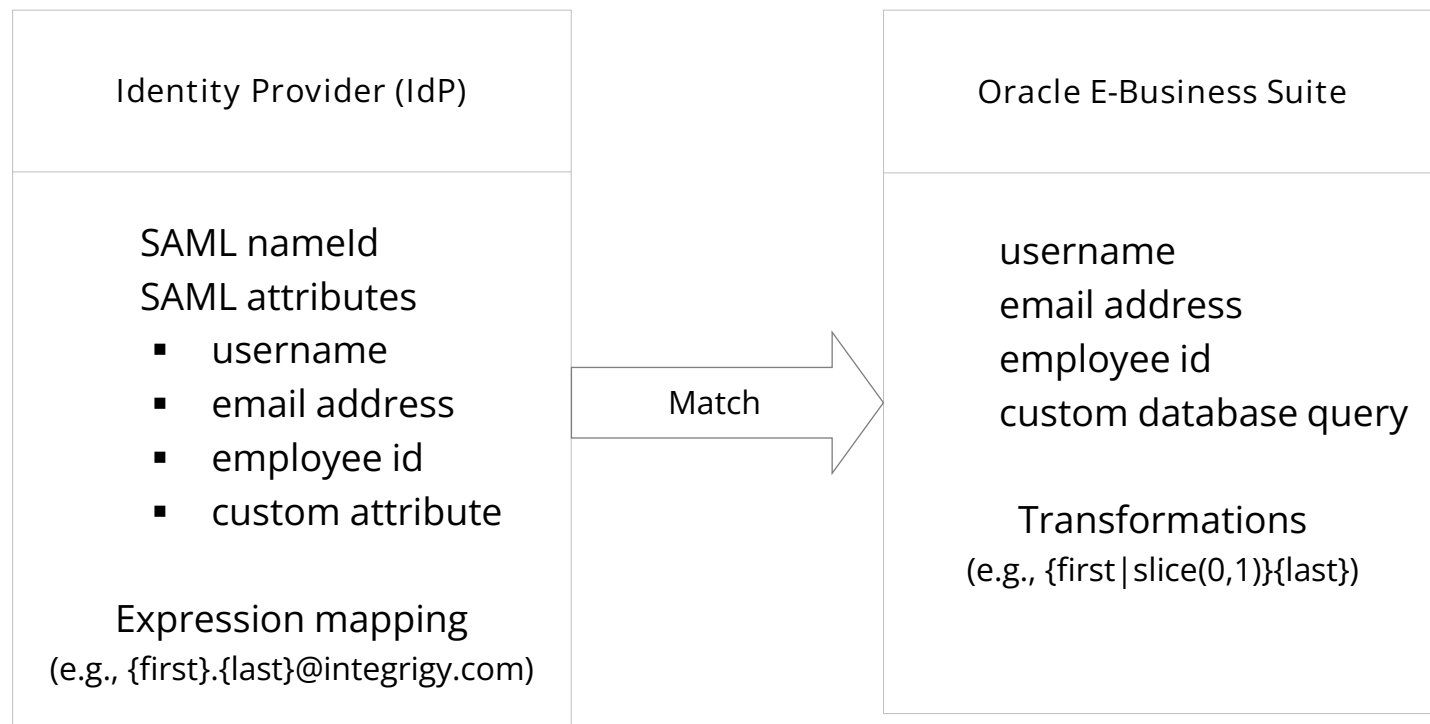 Identity Provider (IdP)
SAML nameId
SAML attributes
▪ username
▪ email address
▪ employee id
▪ custom attribute
Expression mapping
(e.g., {first}.{last}@integrigy.com)
Match
Oracle E-Business Suite
username
email address
employee id
custom database query
Transformations
(e.g., {first|slice(0,1)}{last})